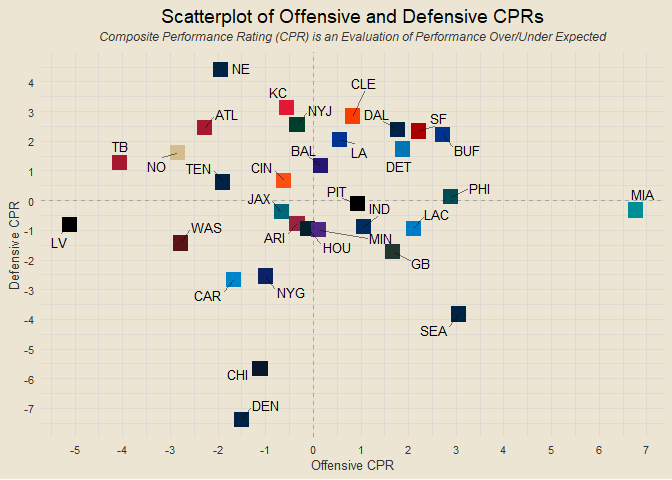 Scatterplot of Offensive and Defensive CPRs
Composite Performance Rating (CPR) is an Evaluation of Performance Over/Under Expected
NE
CLE
KC
4
NYJ
3
ATL
DAL
SF
2
TB
NO
BAL
LA
BUF
DET
1
TEN
CIN
PHI
MIA
0
JAX
PIT
IND
LAC
-1
LV
WAS
ARI
HOU
MIN
-2
GB
-3
CAR
NYG
-4
SEA
-5
CHI
-6
-7
DEN
Defensive CPR
-5 -4 -3 -2 -1 0 1 2 3 4 5 6 7
Offensive CPR